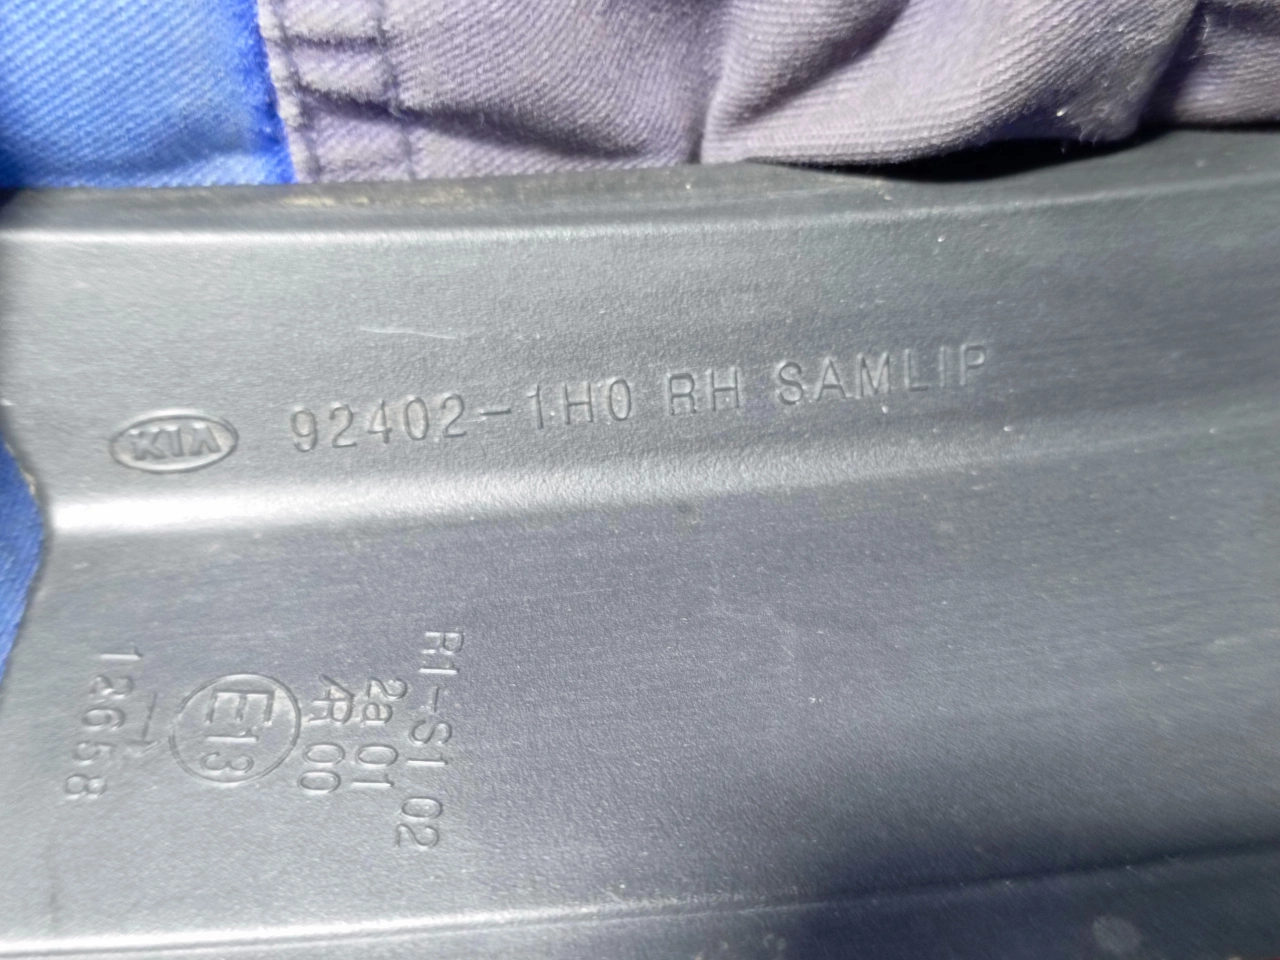 KIA 92402-1H0 RH SAMLIP
R1-S1 02
2a 01
AR 00
E13
13658